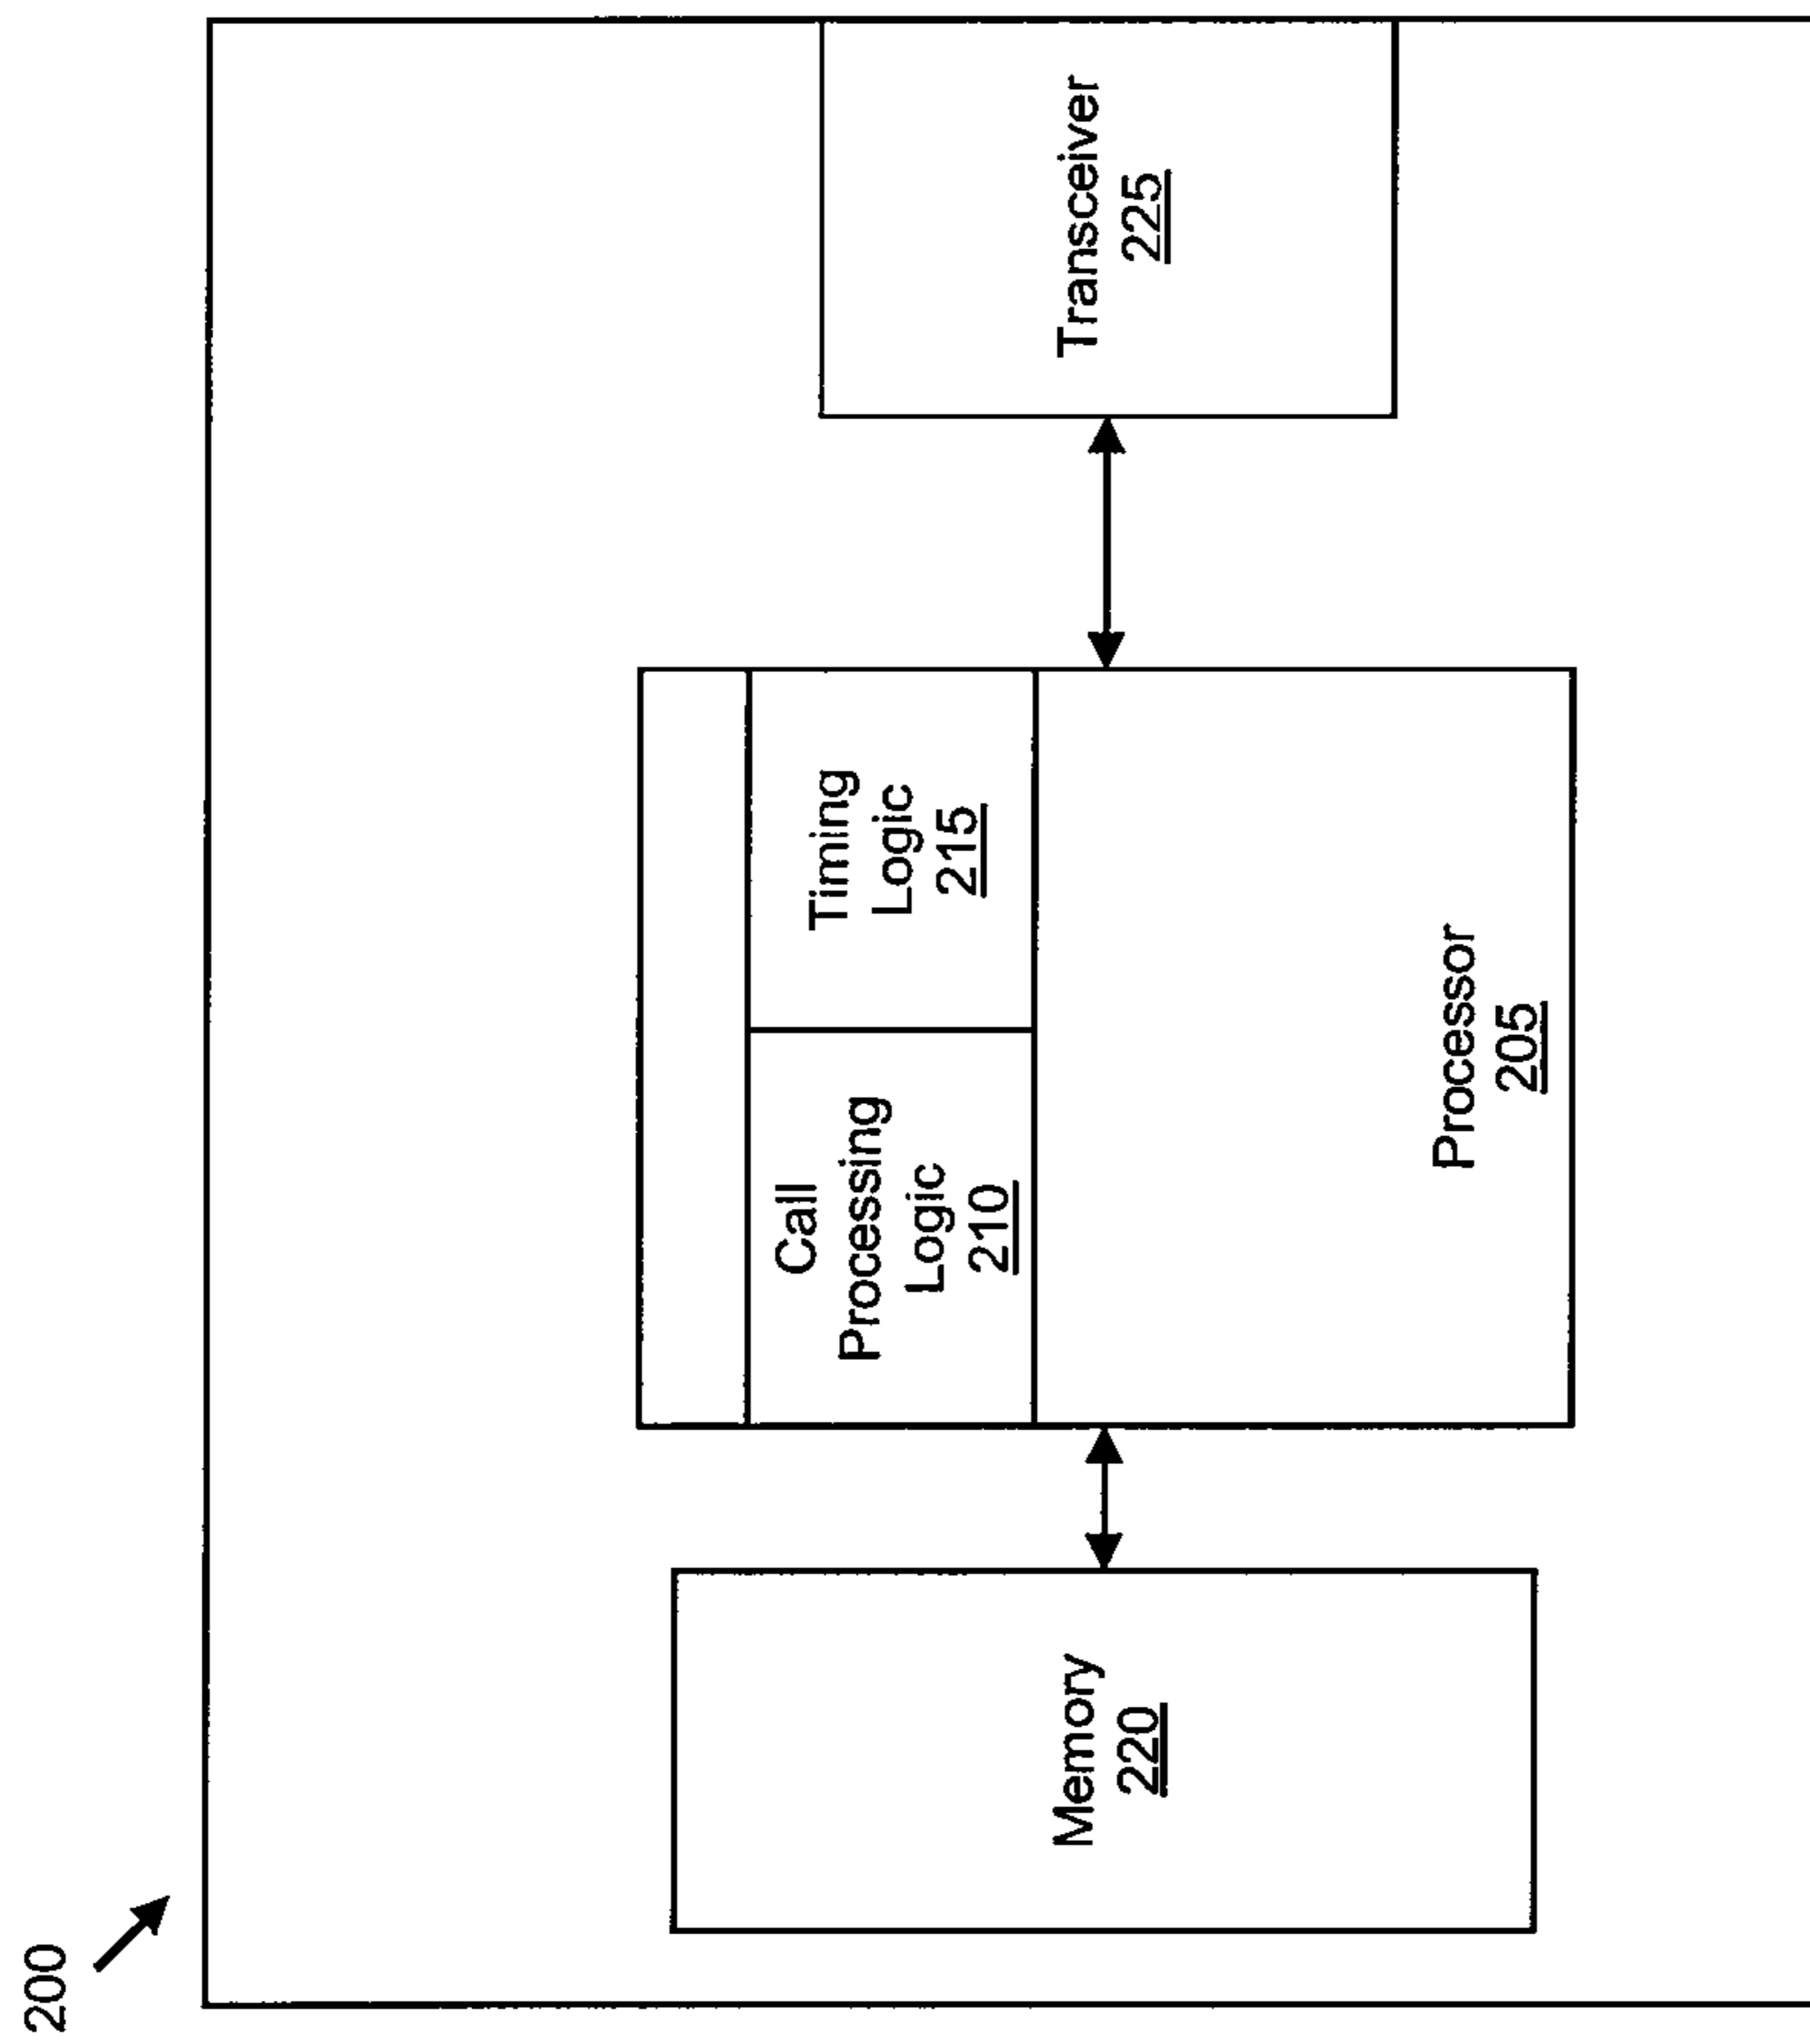 200
Memory
220
Call
Processing
Logic
210
Timing
Logic
215
Processor
205
Transceiver
225